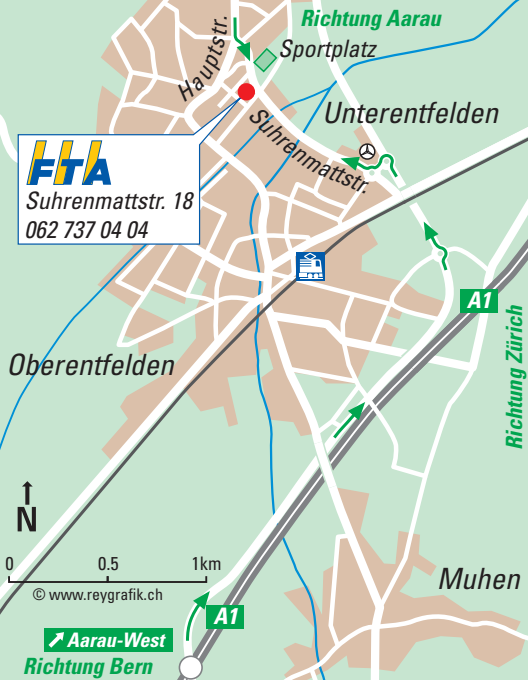 Richtung Aarau
Hauptstr.
Sportplatz
Unterentfelden
Suhrenmattstr.
FTA
Suhrenmattstr. 18
062 737 04 04
A1
Oberentfelden
Richtung Zürich
N
0 0.5 1km
© www.reygrafik.ch
Muhen
A1
Aarau-West
Richtung Bern